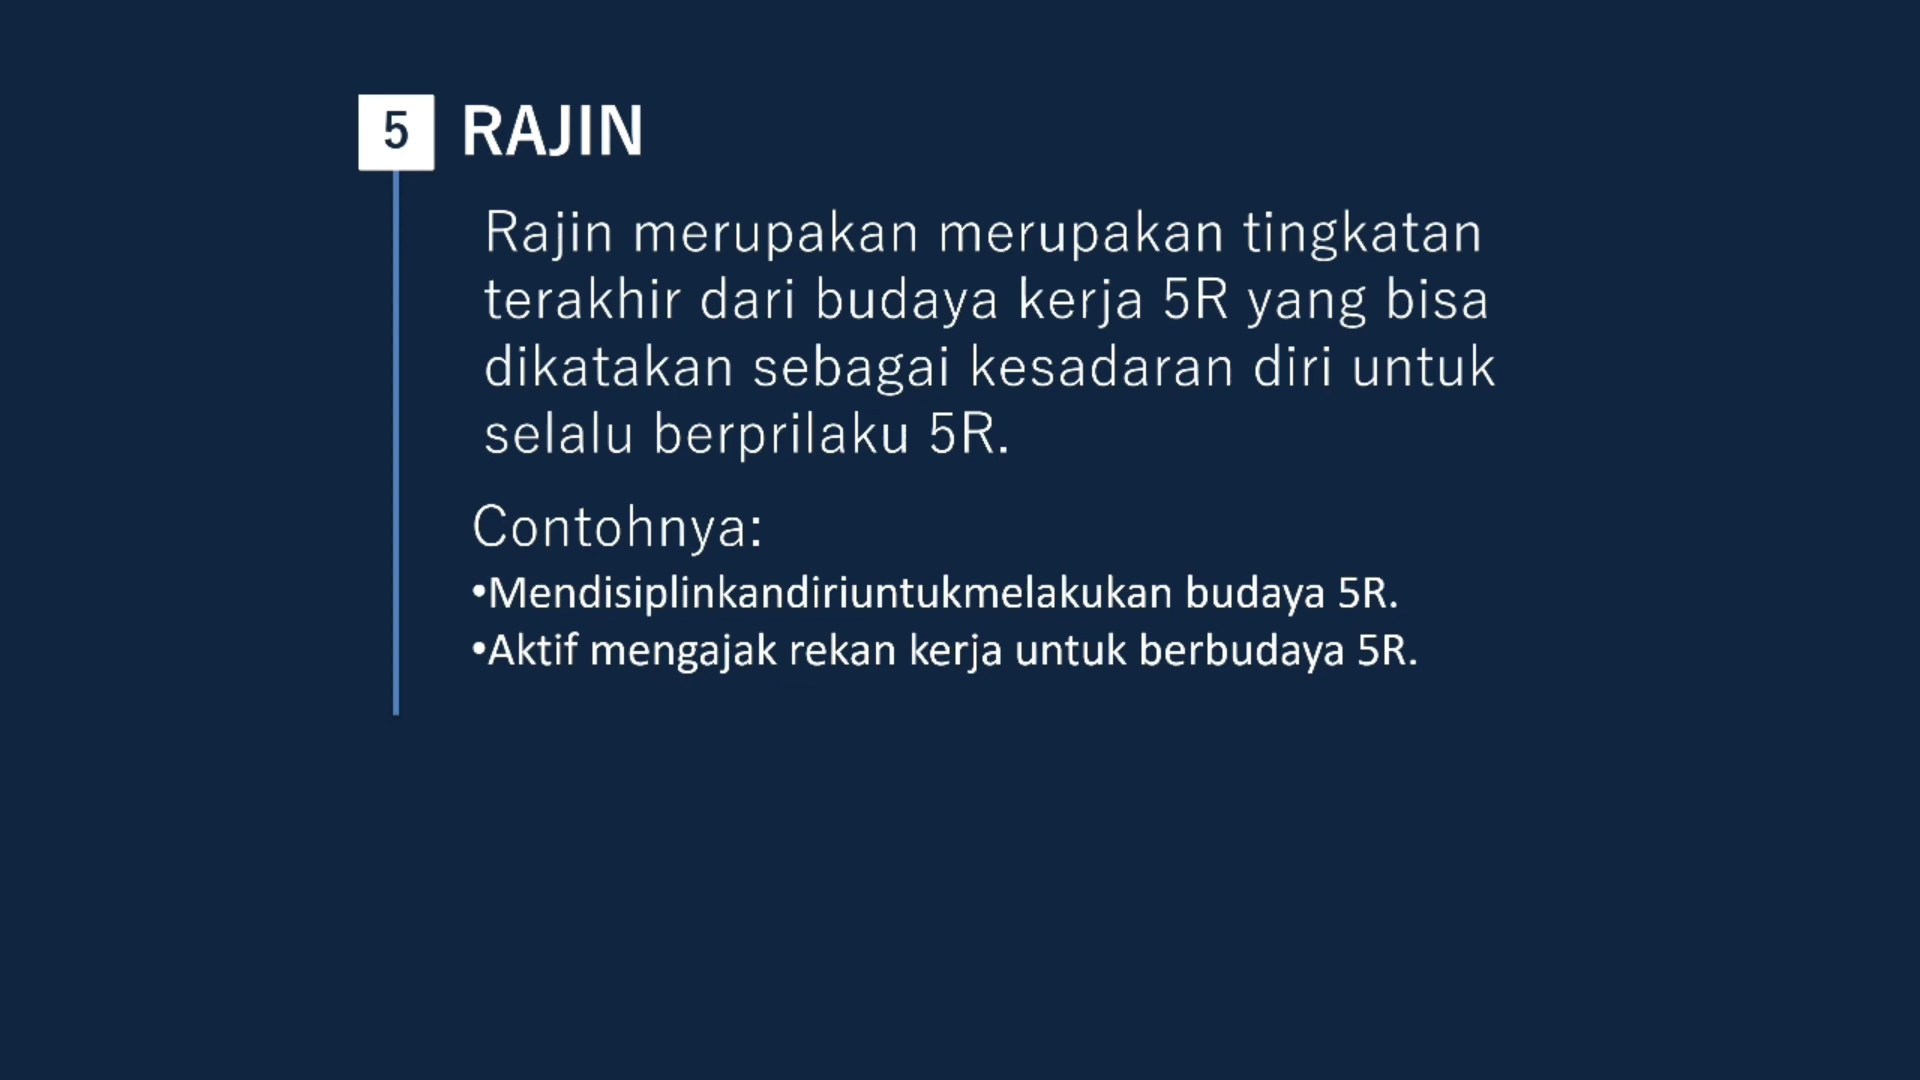 5 RAJIN
Rajin merupakan merupakan tingkatan
terakhir dari budaya kerja 5R yang bisa
dikatakan sebagai kesadaran diri untuk
selalu berprilaku 5R.
Contohnya:
•Mendisiplinkandiriuntukmelakukan budaya 5R.
•Aktif mengajak rekan kerja untuk berbudaya 5R.